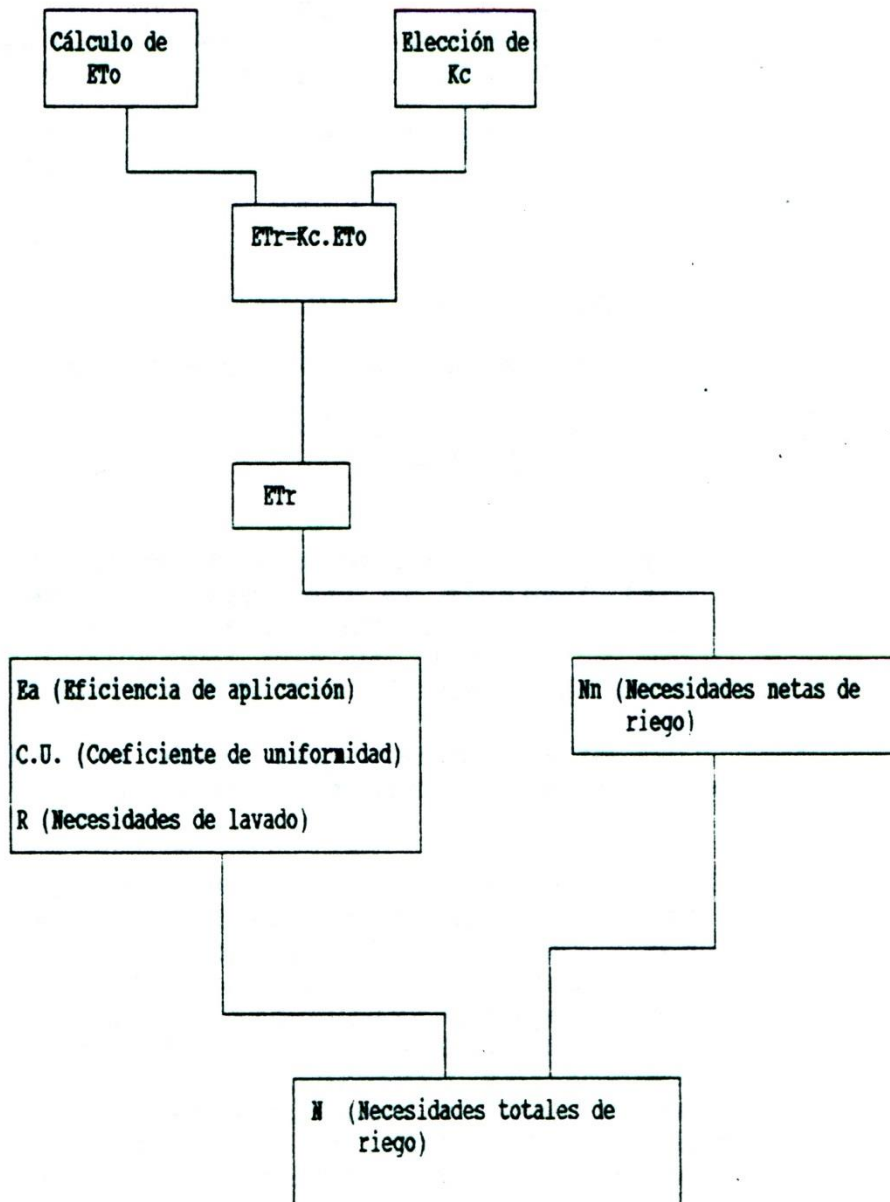 Cálculo de
ETo
Elección de
Kc
ETr=Kc.ETo
ETr
Ea (Eficiencia de aplicación)
C.U. (Coeficiente de uniformidad)
R (Necesidades de lavado)
Nn (Necesidades netas de
riego)
N (Necesidades totales de
riego)